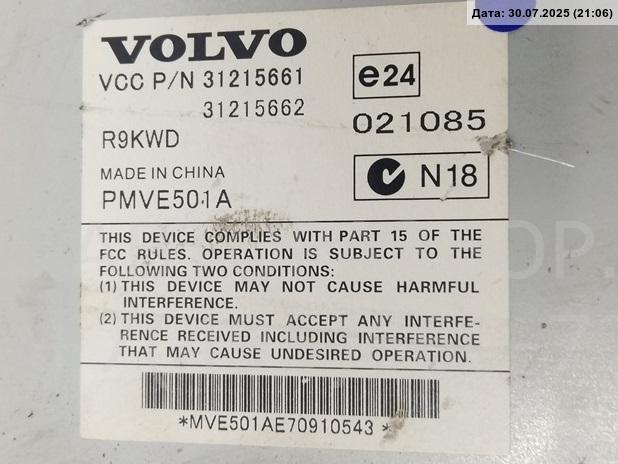 Дата: 30.07.2025 (21:06)
VOLVO
VCC P/N 31215661
31215662
e24
021085
R9KWD
MADE IN CHINA
PMVE501A
N18
THIS DEVICE COMPLIES WITH PART 15 OF THE
FCC RULES. OPERATION IS SUBJECT TO THE
FOLLOWING TWO CONDITIONS:
(1) THIS DEVICE MAY NOT CAUSE HARMFUL
INTERFERENCE.
(2) THIS DEVICE MUST ACCEPT ANY INTERFE-
RENCE RECEIVED INCLUDING INTERFERENCE
THAT MAY CAUSE UNDESIRED OPERATION.
*MVE501AE70910543*